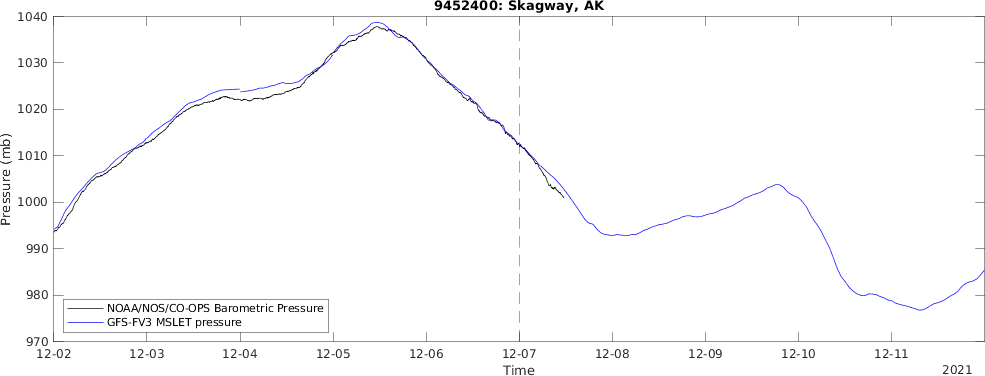 9452400: Skagway, AK
Pressure (mb)
1040
1030
1020
1010
1000
990
980
970
NOAA/NOS/CO-OPS Barometric Pressure
GFS-FV3 MSLET pressure
12-02 12-03 12-04 12-05 12-06 12-07 12-08 12-09 12-10 12-11
Time
2021